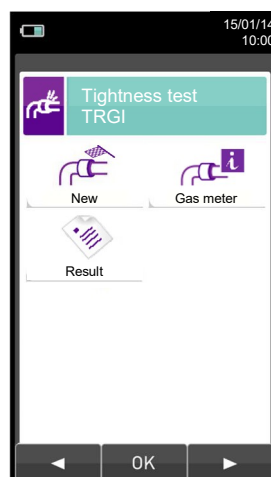 15/01/14
10:00
Tightness test
TRGI
New
Gas meter
Result
OK